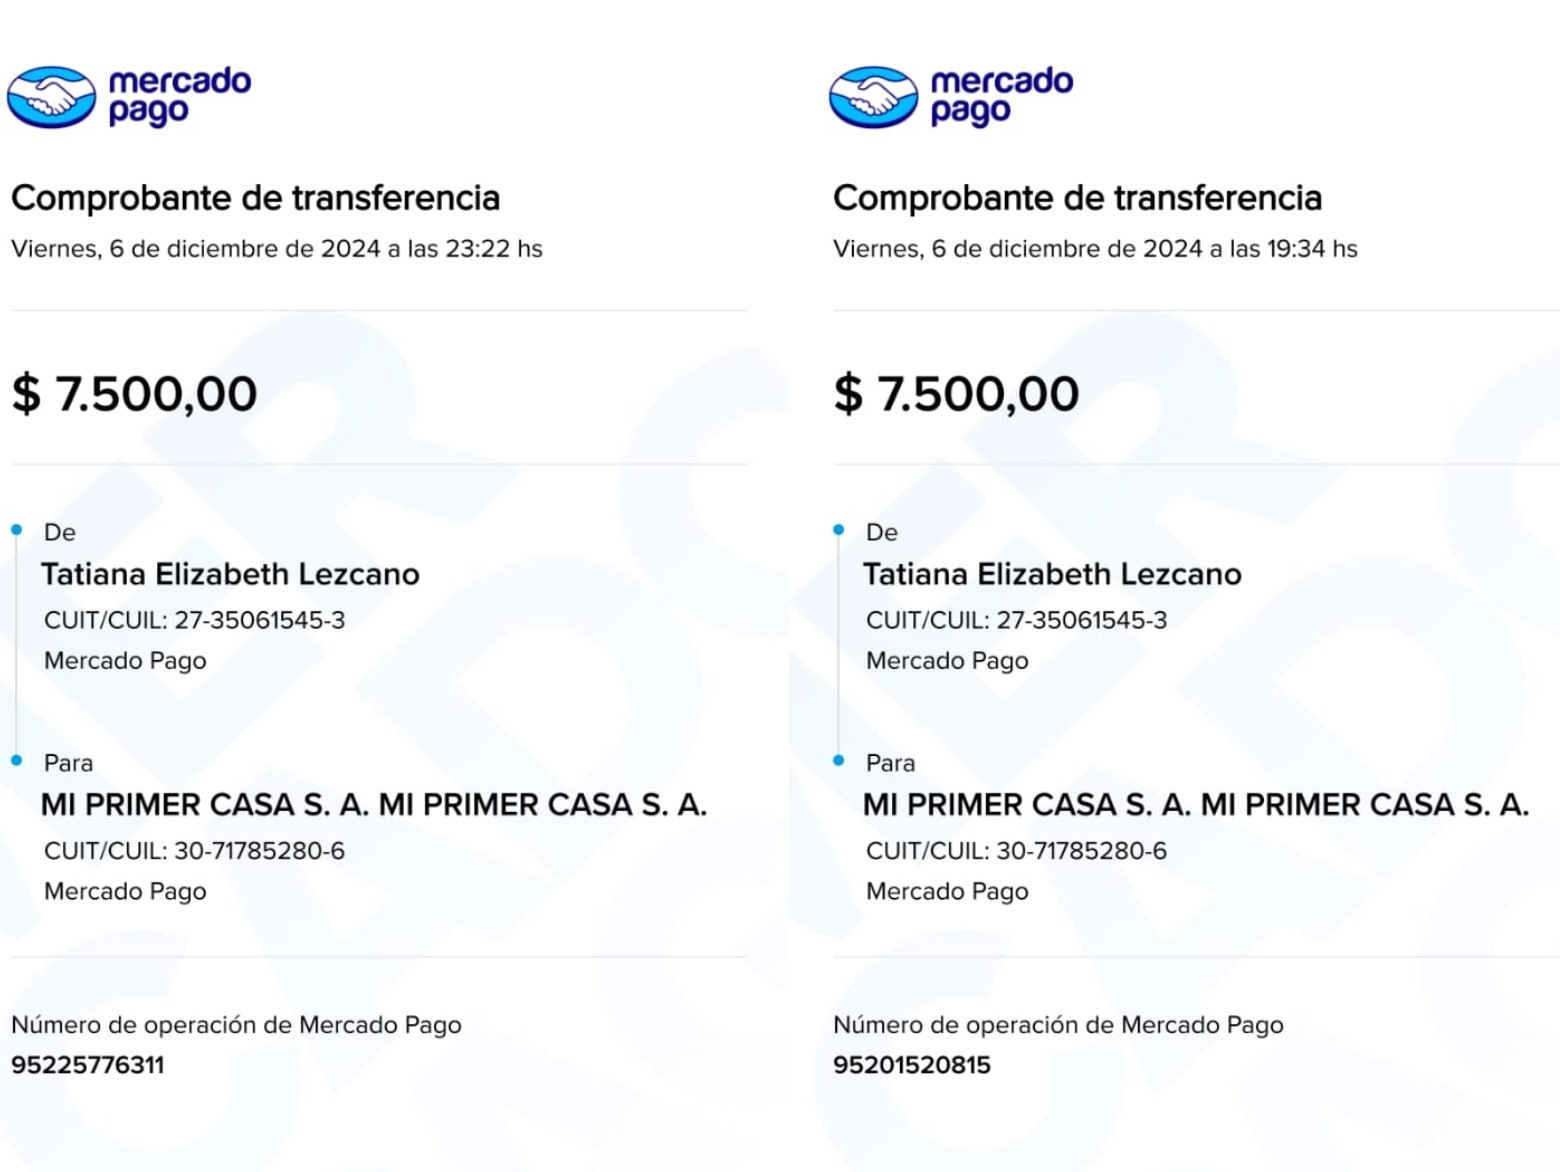 mercado
pago
Comprobante de transferencia
Viernes, 6 de diciembre de 2024 a las 23:22 hs
$ 7.500,00
De
Tatiana Elizabeth Lezcano
CUIT/CUIL: 27-35061545-3
Mercado Pago
Para
MI PRIMER CASA S. A. MI PRIMER CASA S. A.
CUIT/CUIL: 30-71785280-6
Mercado Pago
Número de operación de Mercado Pago
95225776311
mercado
pago
Comprobante de transferencia
Viernes, 6 de diciembre de 2024 a las 19:34 hs
$ 7.500,00
De
Tatiana Elizabeth Lezcano
CUIT/CUIL: 27-35061545-3
Mercado Pago
Para
MI PRIMER CASA S. A. MI PRIMER CASA S. A.
CUIT/CUIL: 30-71785280-6
Mercado Pago
Número de operación de Mercado Pago
95201520815